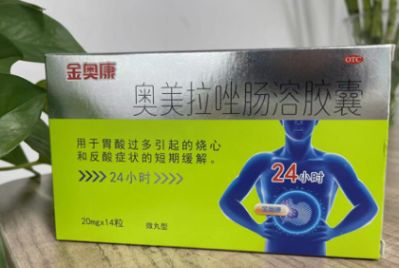 金奥康
OTC
奥美拉唑肠溶胶囊
用于胃酸过多引起的烧心
和反酸症状的短期缓解。
>>>>24小时>>>>
24小时
20mg×14粒
微丸型